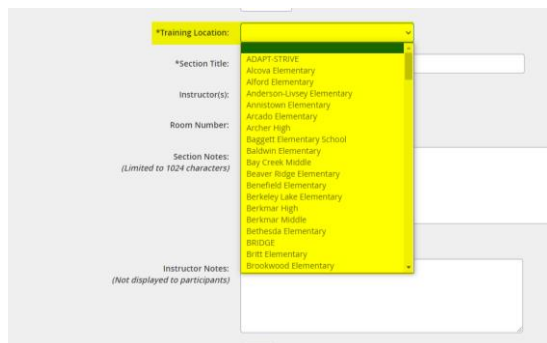 *Training Location:
ADAPT-STRIVE
Alcova Elementary
Alford Elementary
Anderson-Livsey Elementary
Annistown Elementary
Arcado Elementary
Archer High
Baggett Elementary School
Baldwin Elementary
Bay Creek Middle
Beaver Ridge Elementary
Benefield Elementary
Berkeley Lake Elementary
Berkmar High
Berkmar Middle
Bethesda Elementary
BRIDGE
Britt Elementary
Brookwood Elementary
*Section Title:
Instructor(s):
Room Number:
Section Notes:
(Limited to 1024 characters)
Instructor Notes:
(Not displayed to participants)